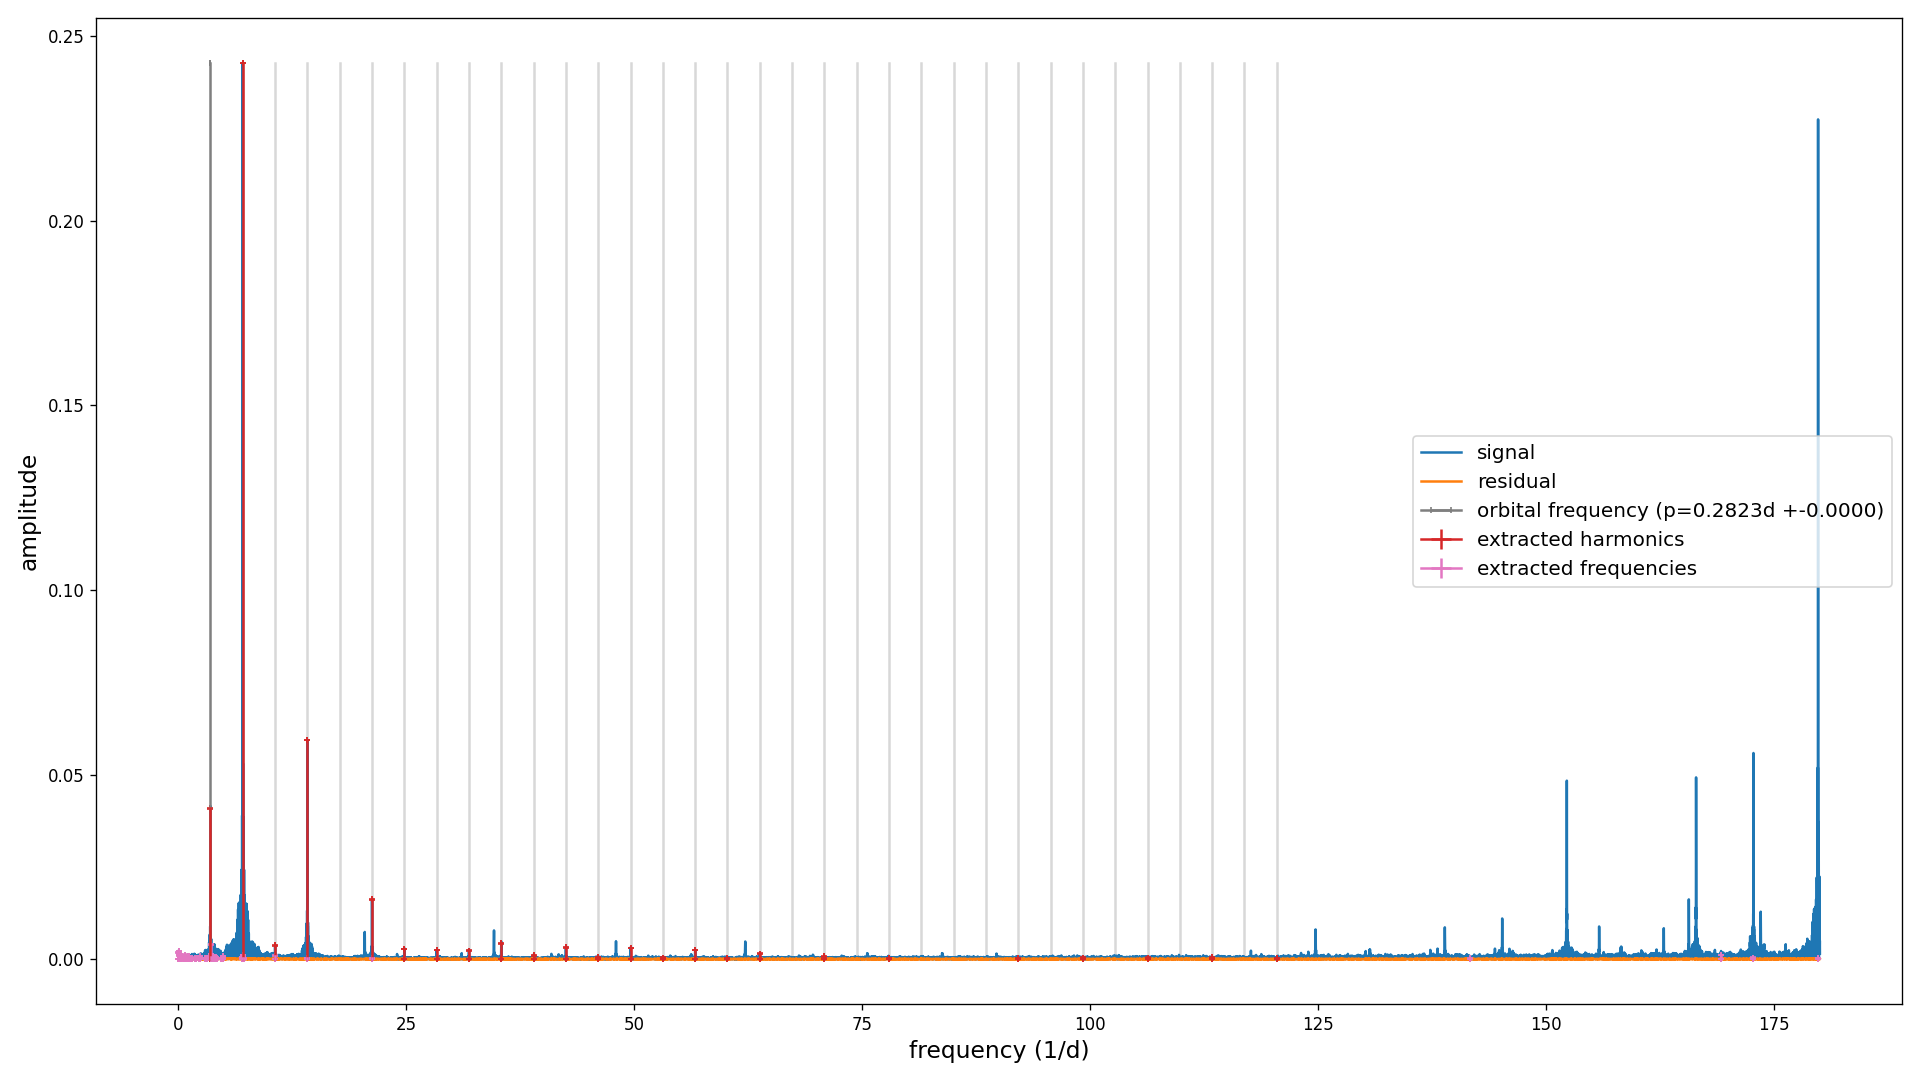 0.25
0.20
0.15
0.10
0.05
0.00
amplitude
signal
residual
orbital frequency (p=0.2823d +-0.0000)
extracted harmonics
extracted frequencies
0 25 50 75 100 125 150 175
frequency (1/d)